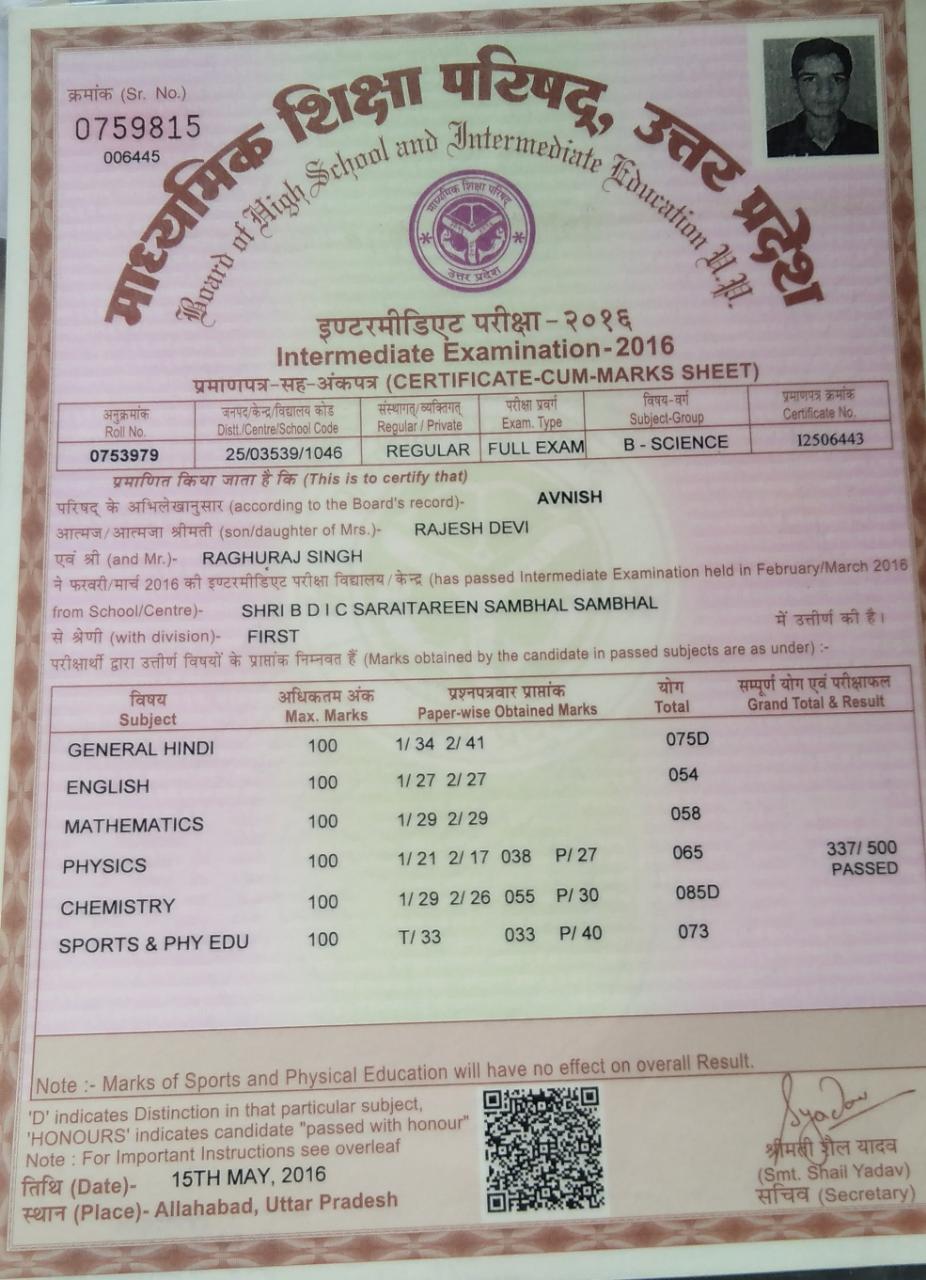 क्रमांक (Sr. No.)
0759815
006445
माध्यमिक शिक्षा परिषद्, उत्तर प्रदेश
Board of High School and Intermediate Education U.P.
माध्यमिक शिक्षा परिषद्
उत्तर प्रदेश
इण्टरमीडिएट परीक्षा-२०१६
Intermediate Examination-2016
प्रमाणपत्र-सह-अंकपत्र (CERTIFICATE-CUM-MARKS SHEET)
अनुक्रमांक जनपद/केन्द्र/विद्यालय कोड संस्थागत/व्यक्तिगत परीक्षा प्रवर्ग विषय-वर्ग प्रमाणपत्र क्रमांक
Roll No. Distt./Centre/School Code Regular / Private Exam. Type Subject-Group Certificate No.
0753979 25/03539/1046 REGULAR FULL EXAM B - SCIENCE 12506443
प्रमाणित किया जाता है कि (This is to certify that)
परिषद् के अभिलेखानुसार (according to the Board's record)- AVNISH
आत्मज/आत्मजा श्रीमती (son/daughter of Mrs.)- RAJESH DEVI
एवं श्री (and Mr.)- RAGHURAJ SINGH
ने फरवरी/मार्च 2016 की इण्टरमीडिएट परीक्षा विद्यालय/केन्द्र (has passed Intermediate Examination held in February/March 2016
from School/Centre)- SHRI B D I C SARAITAREEN SAMBHAL SAMBHAL
से श्रेणी (with division)- FIRST में उत्तीर्ण की है।
परीक्षार्थी द्वारा उत्तीर्ण विषयों के प्राप्तांक निम्नवत हैं (Marks obtained by the candidate in passed subjects are as under) :-
विषय अधिकतम अंक प्रश्नपत्रवार प्राप्तांक योग सम्पूर्ण योग एवं परीक्षाफल
Subject Max. Marks Paper-wise Obtained Marks Total Grand Total & Result
GENERAL HINDI 100 1/ 34 2/ 41 075D
ENGLISH 100 1/ 27 2/ 27 054
MATHEMATICS 100 1/ 29 2/ 29 058
PHYSICS 100 1/ 21 2/ 17 038 P/ 27 065 337/ 500
PASSED
CHEMISTRY 100 1/ 29 2/ 26 055 P/ 30 085D
SPORTS & PHY EDU 100 T/ 33 033 P/ 40 073
Note :- Marks of Sports and Physical Education will have no effect on overall Result.
'D' indicates Distinction in that particular subject,
'HONOURS' indicates candidate "passed with honour"
Note : For Important Instructions see overleaf
तिथि (Date)- 15TH MAY, 2016
स्थान (Place)- Allahabad, Uttar Pradesh
Syadav
श्रीमती शैल यादव
(Smt. Shail Yadav)
सचिव (Secretary)